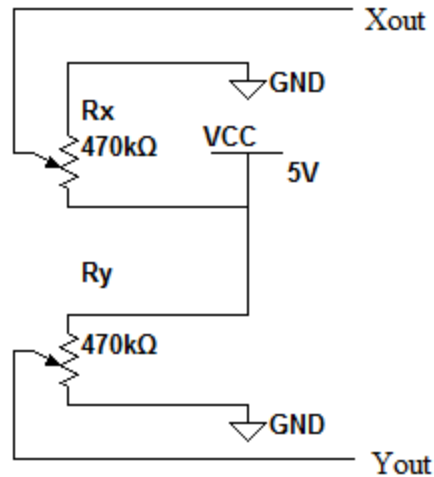 Xout
GND
Rx
470kΩ
VCC
5V
Ry
470kΩ
GND
Yout